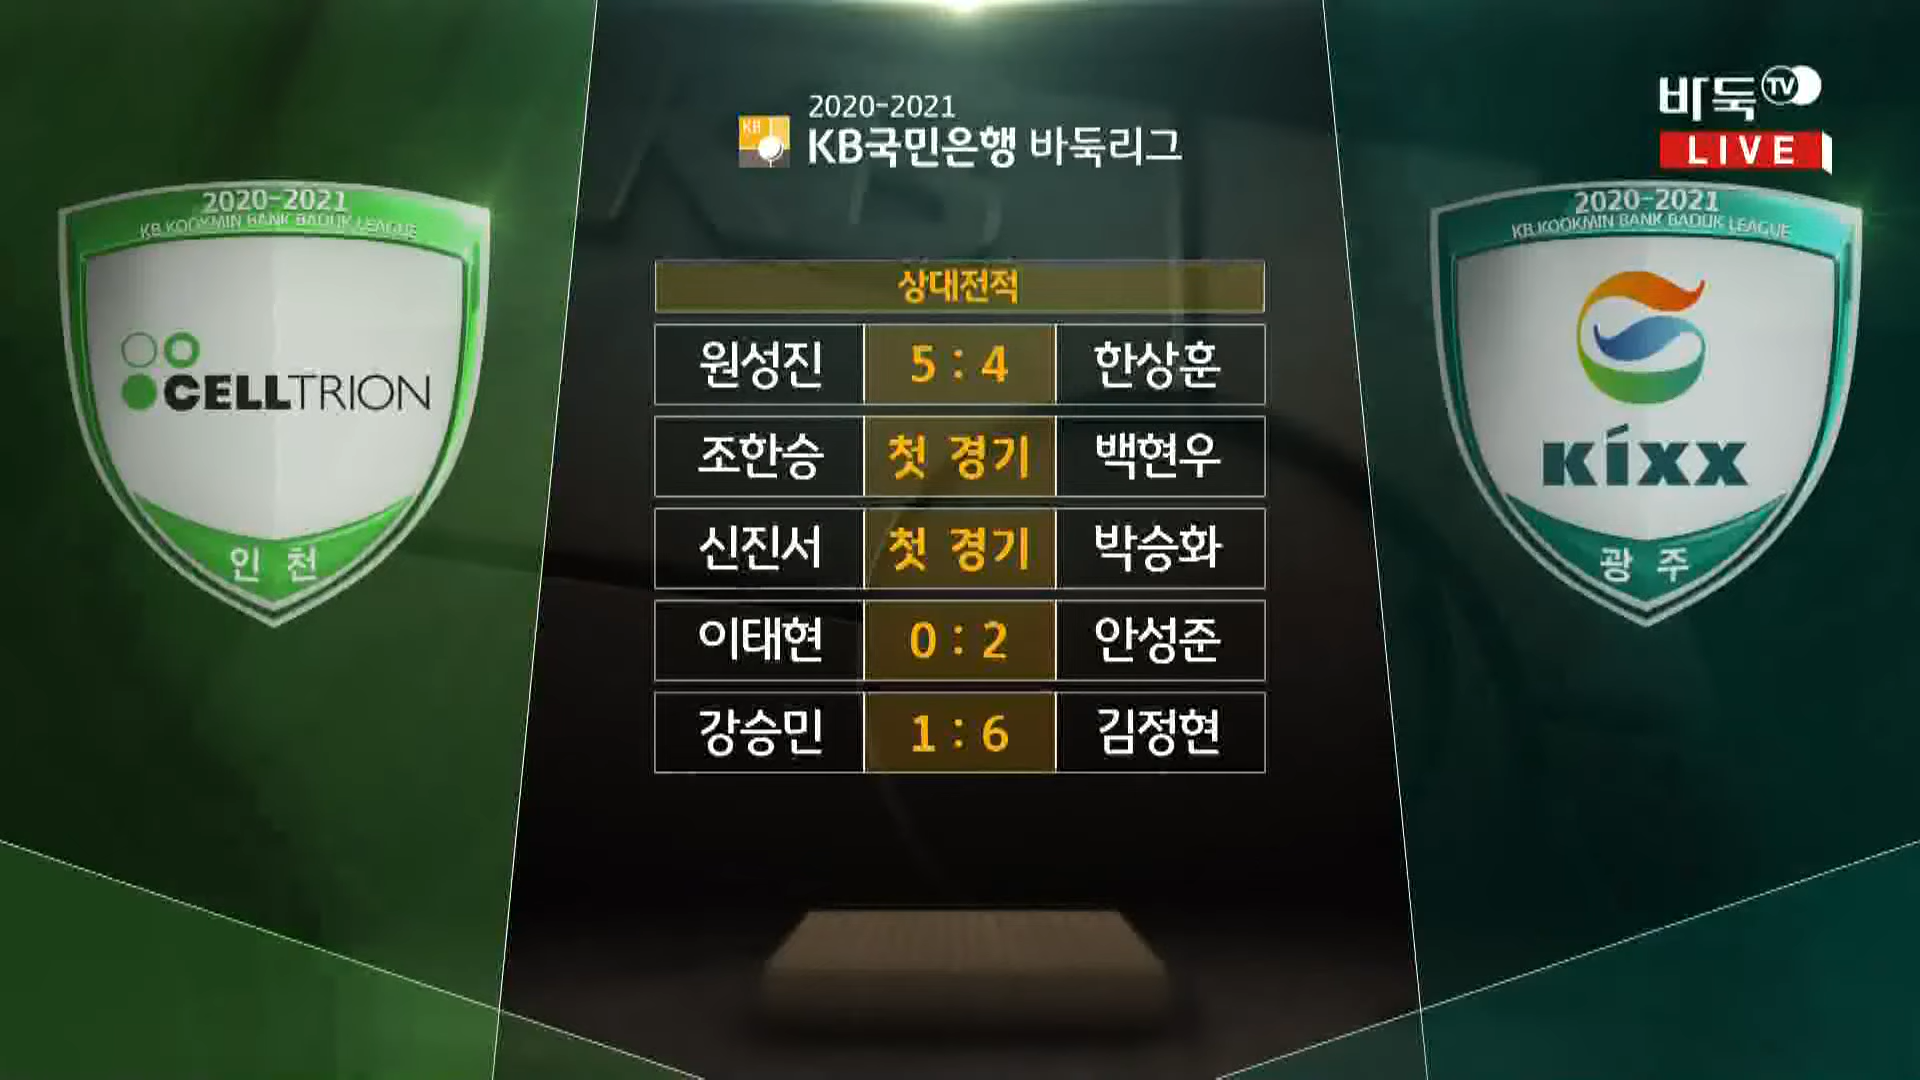 바둑TV
LIVE
2020-2021
KB
KB국민은행 바둑리그
2020-2021
KB KOOKMIN BANK BADUK LEAGUE
CELLTRION
인천
2020-2021
KB KOOKMIN BANK BADUK LEAGUE
KIXX
광주
상대전적
원성진 5 : 4 한상훈
조한승 첫 경기 백현우
신진서 첫 경기 박승화
이태현 0 : 2 안성준
강승민 1 : 6 김정현